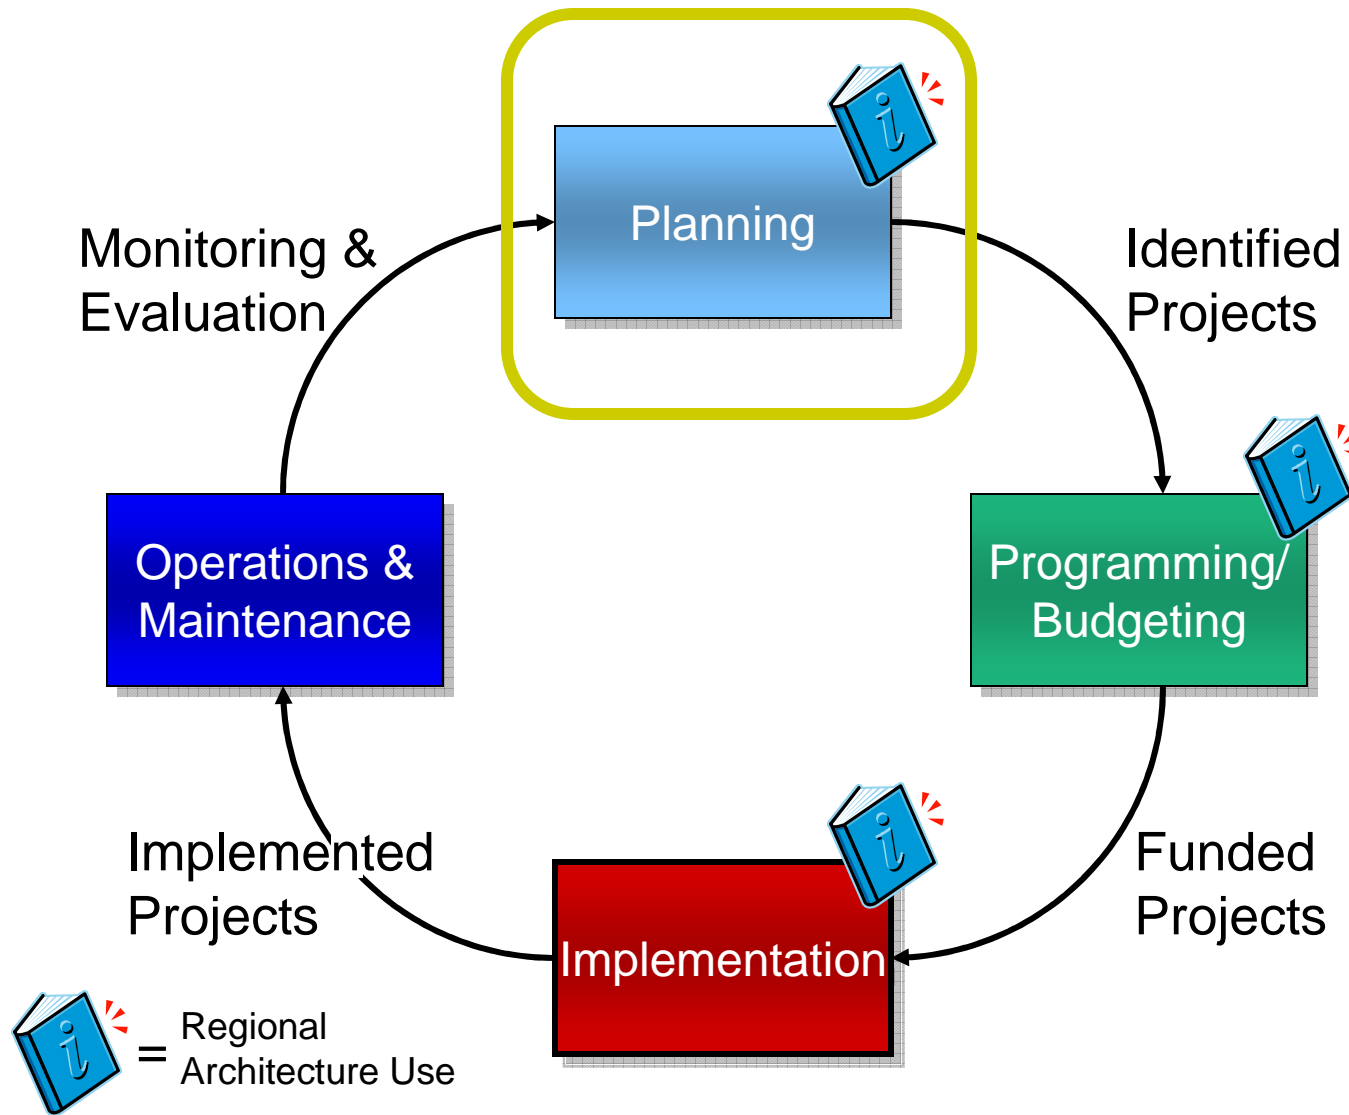 Planning
Monitoring &
Evaluation
Identified
Projects
Operations &
Maintenance
Programming/
Budgeting
Implemented
Projects
Funded
Projects
Implementation
i
i
i
i
= Regional
Architecture Use